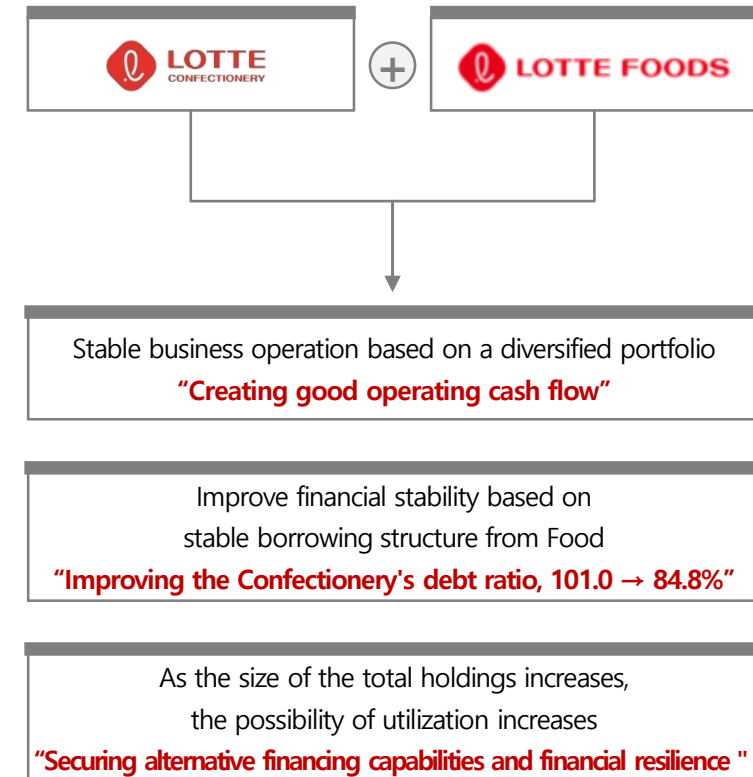 LOTTE
CONFECTIONERY
+
LOTTE FOODS
Stable business operation based on a diversified portfolio
“Creating good operating cash flow”
Improve financial stability based on
stable borrowing structure from Food
“Improving the Confectionery's debt ratio, 101.0 → 84.8%”
As the size of the total holdings increases,
the possibility of utilization increases
“Securing alternative financing capabilities and financial resilience "